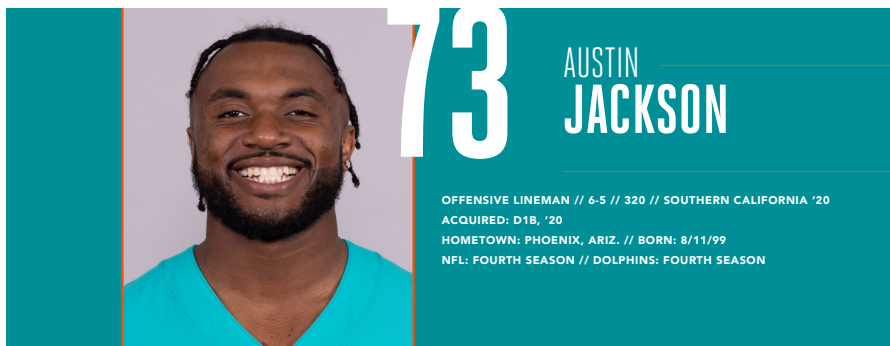 73
AUSTIN
JACKSON
OFFENSIVE LINEMAN // 6-5 // 320 // SOUTHERN CALIFORNIA ‘20
ACQUIRED: D1B, ‘20
HOMETOWN: PHOENIX, ARIZ. // BORN: 8/11/99
NFL: FOURTH SEASON // DOLPHINS: FOURTH SEASON